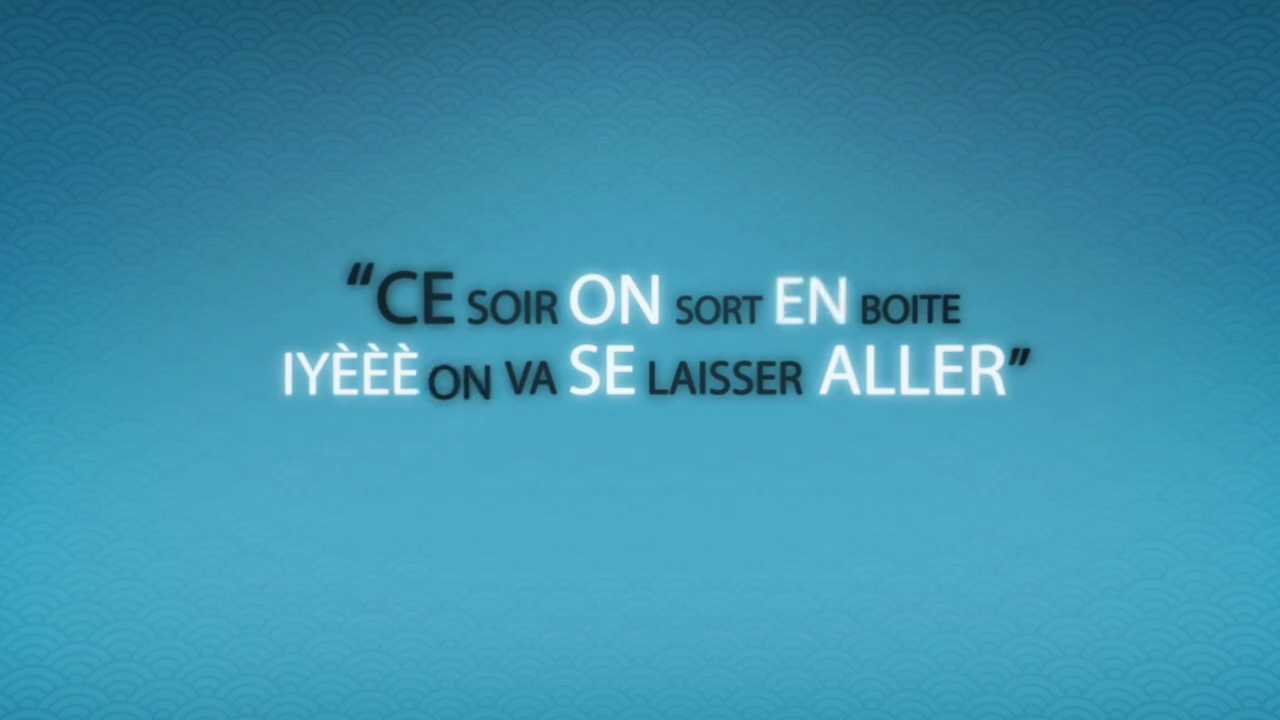 “CE SOIR ON SORT EN BOITE
IYÈÈÈ ON VA SE LAISSER ALLER”